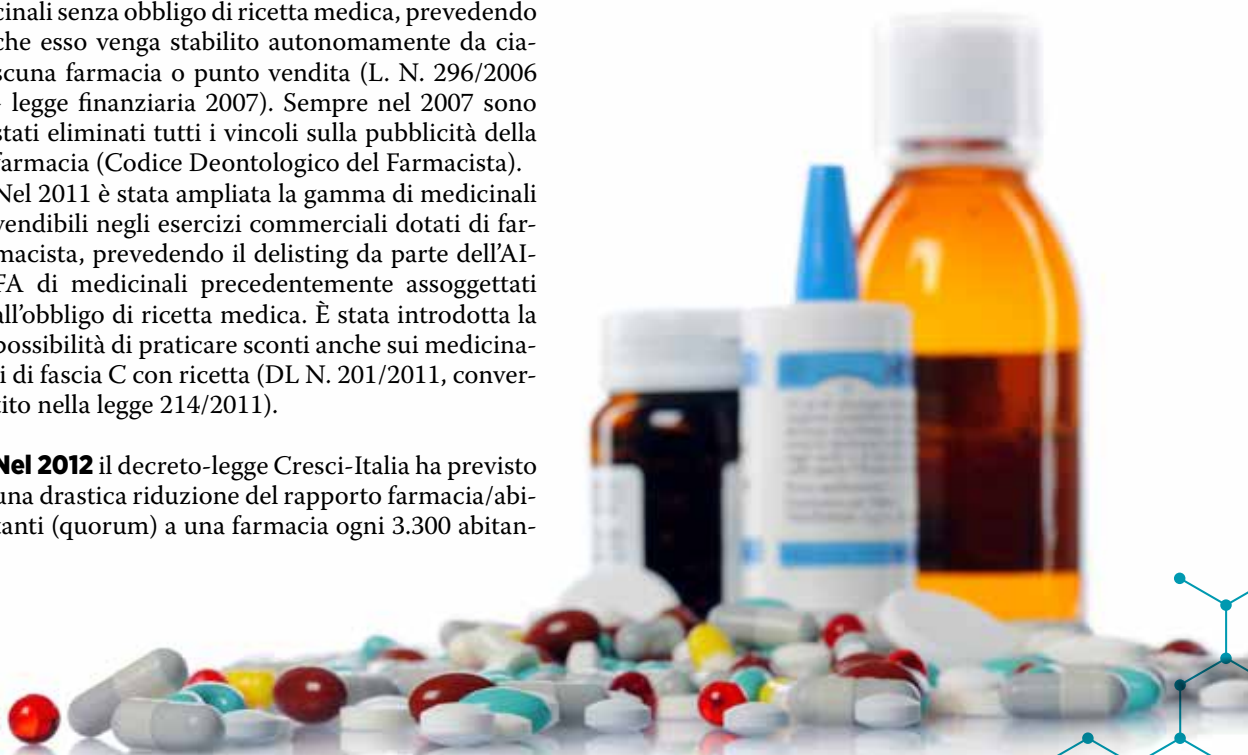 cinali senza obbligo di ricetta medica, prevedendo
che esso venga stabilito autonomamente da cia-
scuna farmacia o punto vendita (L. N. 296/2006
- legge finanziaria 2007). Sempre nel 2007 sono
stati eliminati tutti i vincoli sulla pubblicità della
farmacia (Codice Deontologico del Farmacista).
Nel 2011 è stata ampliata la gamma di medicinali
vendibili negli esercizi commerciali dotati di far-
macista, prevedendo il delisting da parte dell’AI-
FA di medicinali precedentemente assoggettati
all’obbligo di ricetta medica. È stata introdotta la
possibilità di praticare sconti anche sui medicina-
li di fascia C con ricetta (DL N. 201/2011, conver-
tito nella legge 214/2011).
Nel 2012 il decreto-legge Cresci-Italia ha previsto
una drastica riduzione del rapporto farmacia/abi-
tanti (quorum) a una farmacia ogni 3.300 abitan-